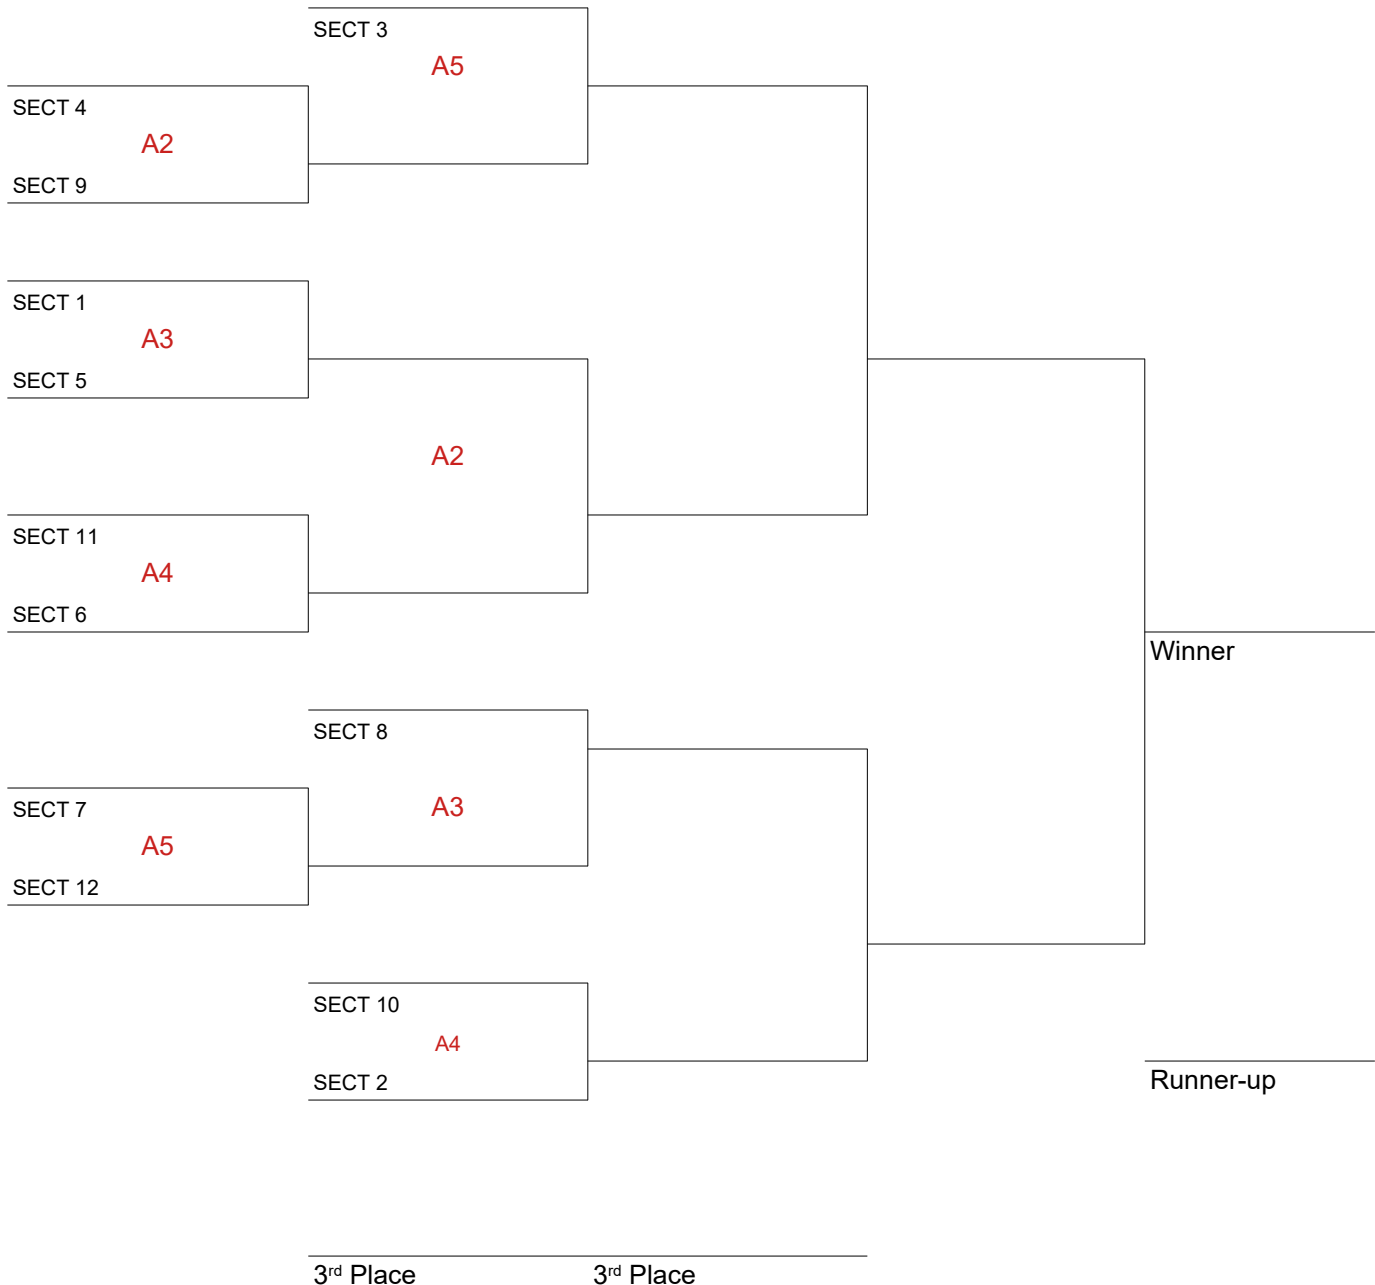 SECT 3
A5
SECT 4
A2
SECT 9
SECT 1
A3
SECT 5
A2
SECT 11
A4
SECT 6
Winner
SECT 8
SECT 7
A3
A5
SECT 12
SECT 10
A4
SECT 2
Runner-up
3rd Place 3rd Place